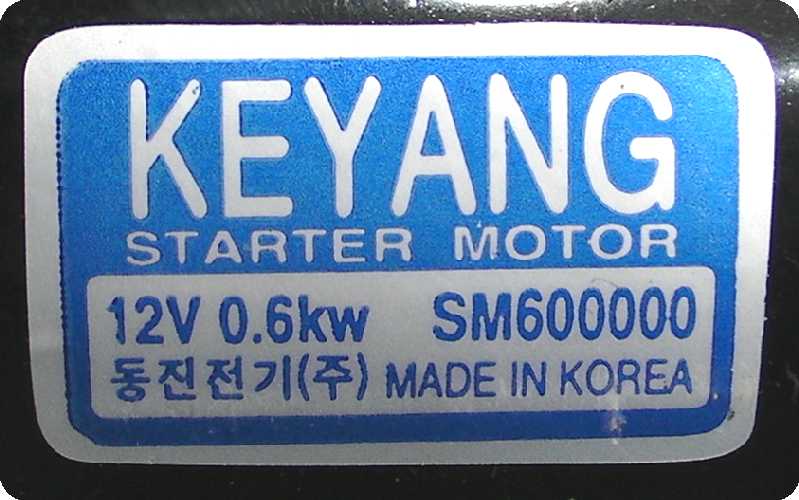 KEYANG
STARTER MOTOR
12V 0.6kw SM600000
동진전기(주) MADE IN KOREA